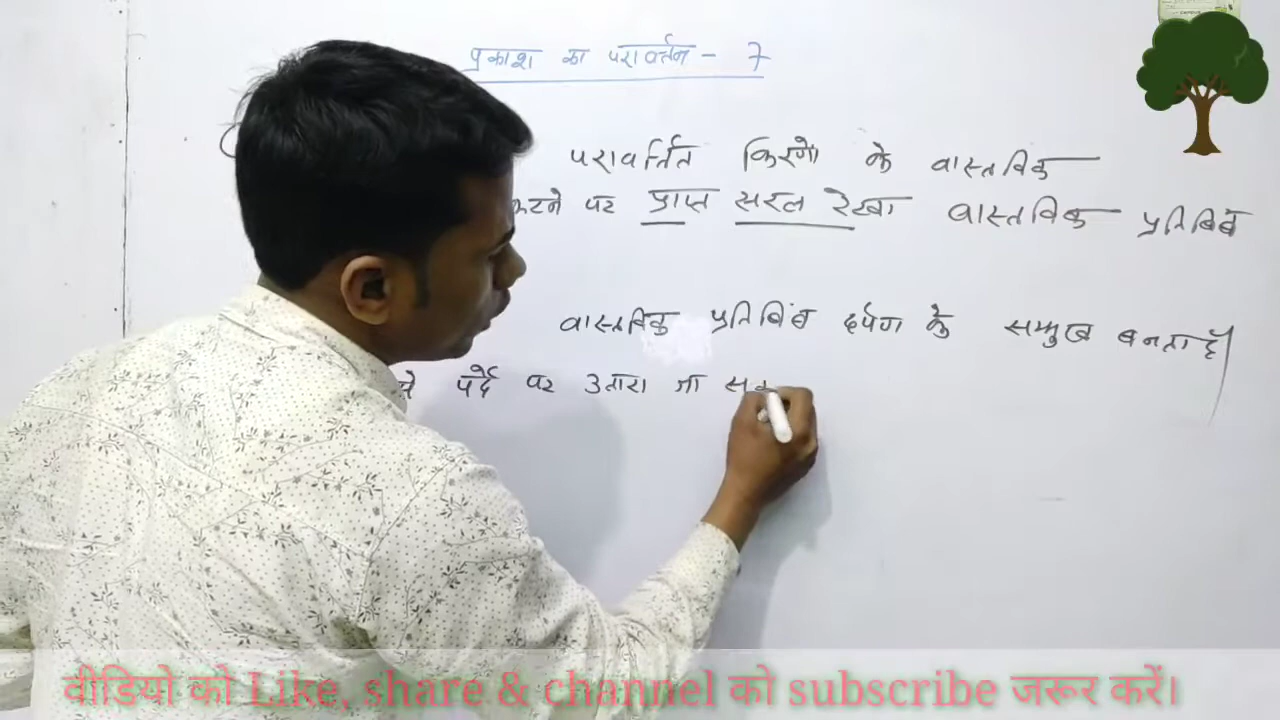 प्रकाश का परावर्तन - 7
परावर्त्तित किरणों के वास्तविक
कटने पर प्राप्त सरल रेखा वास्तविक प्रतिबिंब
वास्तविक प्रतिबिंब दर्पण के सम्मुख बनता है।
पर्दे पर उतारा जा
वीडियो को Like, share & channel को subscribe जरूर करें।